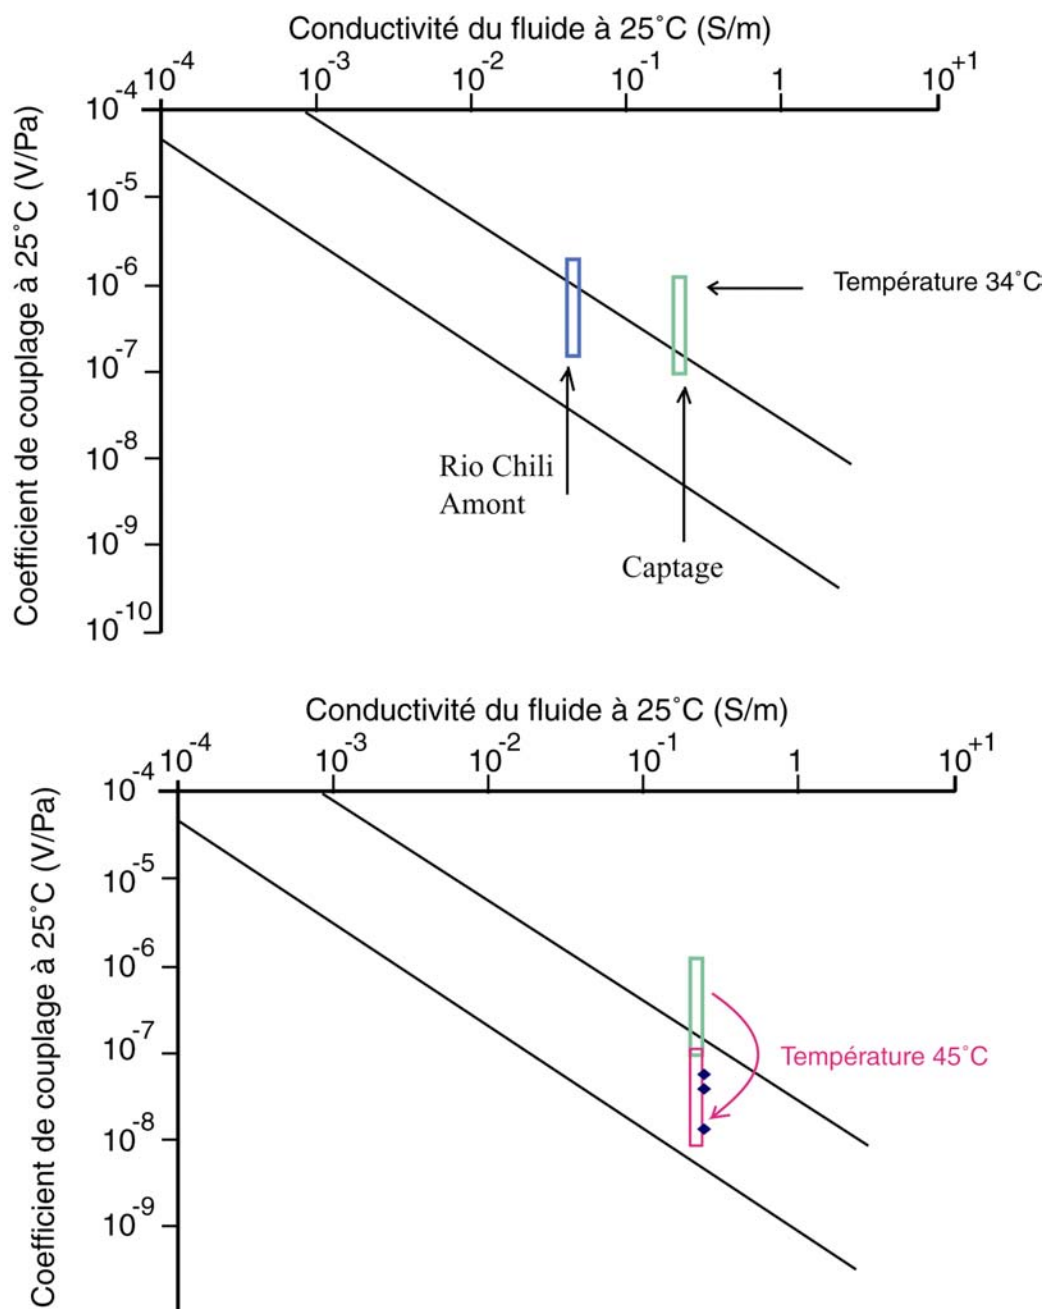 Conductivité du fluide à 25°C (S/m)
10-4 10-3 10-2 10-1 1 10+1
Coefficient de couplage à 25°C (V/Pa)
10-4
10-5
10-6
10-7
10-8
10-9
10-10
Température 34°C
Rio Chili
Amont
Captage
Conductivité du fluide à 25°C (S/m)
10-4 10-3 10-2 10-1 1 10+1
Coefficient de couplage à 25°C (V/Pa)
10-4
10-5
10-6
10-7
10-8
10-9
Température 45°C